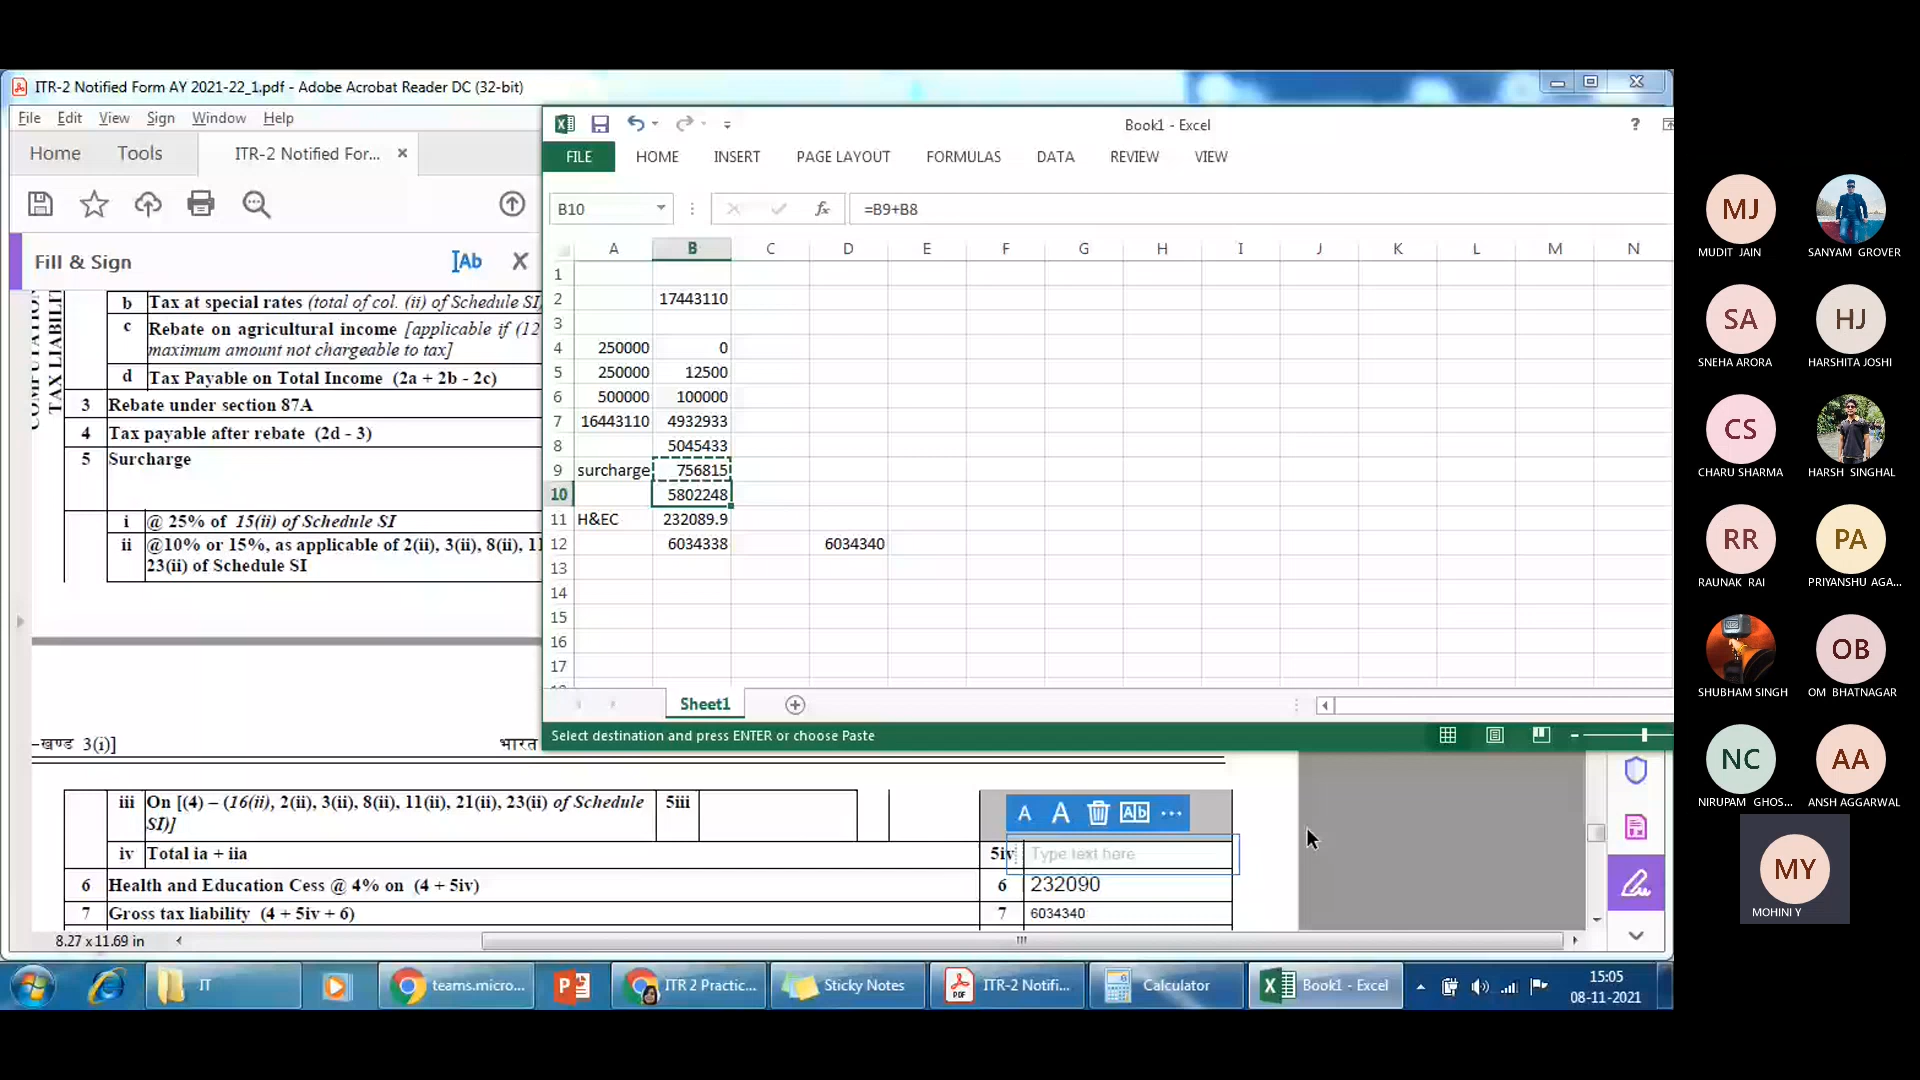 ITR-2 Notified Form AY 2021-22_1.pdf - Adobe Acrobat Reader DC (32-bit)
File Edit View Sign Window Help
Home Tools ITR-2 Notified For... ×
Fill & Sign
Ab
b Tax at special rates (total of col. (ii) of Schedule SI)
c Rebate on agricultural income [applicable if (12
maximum amount not chargeable to tax]
d Tax Payable on Total Income (2a + 2b - 2c)
3 Rebate under section 87A
4 Tax payable after rebate (2d - 3)
5 Surcharge
i @ 25% of 15(ii) of Schedule SI
ii @10% or 15%, as applicable of 2(ii), 3(ii), 8(ii), 11
23(ii) of Schedule SI
TAX LIABILIT
-खण्ड 3(i)]
भारत
Book1 - Excel
?
FILE HOME INSERT PAGE LAYOUT FORMULAS DATA REVIEW VIEW
B10 fx =B9+B8
A B C D E F G H I J K L M N
1
2 17443110
3
4 250000 0
5 250000 12500
6 500000 100000
7 16443110 4932933
8 5045433
9 surcharge 756815
10 5802248
11 H&EC 232089.9
12 6034338 6034340
13
14
15
16
17
Sheet1
Select destination and press ENTER or choose Paste
iii On [(4) – (16(ii), 2(ii), 3(ii), 8(ii), 11(ii), 21(ii), 23(ii) of Schedule 5iii
SI)]
A A Ab ...
iv Total ia + iia 5iv Type text here
6 Health and Education Cess @ 4% on (4 + 5iv) 6 232090
7 Gross tax liability (4 + 5iv + 6) 7 6034340
8.27 x 11.69 in
IT
teams.micro...
ITR 2 Practic...
Sticky Notes
ITR-2 Notifi...
Calculator
Book1 - Excel
15:05
08-11-2021
MJ
MUDIT JAIN
SANYAM GROVER
SA
SNEHA ARORA
HJ
HARSHITA JOSHI
CS
CHARU SHARMA
HARSH SINGHAL
RR
RAUNAK RAI
PA
PRIYANSHU AGA...
SHUBHAM SINGH
OB
OM BHATNAGAR
NC
NIRUPAM GHOS...
AA
ANSH AGGARWAL
MY
MOHINI Y